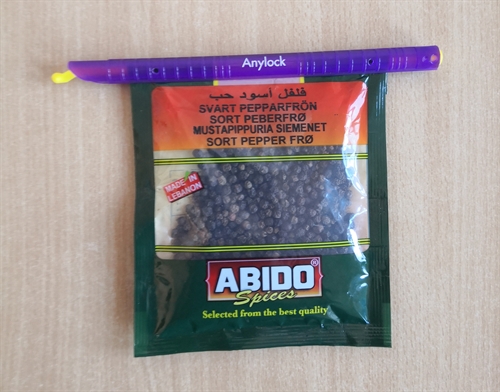 Anylock
فلفل أسود حب
SVART PEPPARFRÖN
SORT PEBERFRØ
MUSTAPIPPURIA SIEMENET
SORT PEPPER FRØ
MADE IN
LEBANON
ABIDO®
Spices
Selected from the best quality